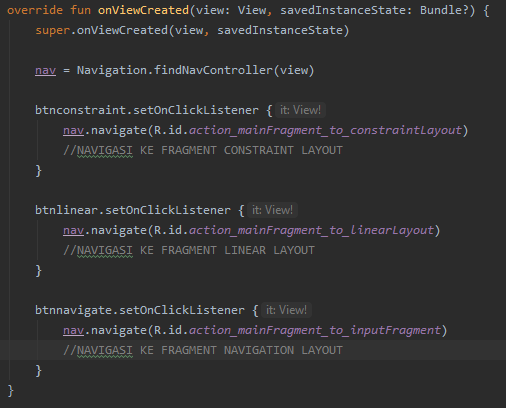 override fun onViewCreated(view: View, savedInstanceState: Bundle?) {
super.onViewCreated(view, savedInstanceState)
nav = Navigation.findNavController(view)
btnconstraint.setOnClickListener { it: View!
nav.navigate(R.id.action_mainFragment_to_constraintLayout)
//NAVIGASI KE FRAGMENT CONSTRAINT LAYOUT
}
btnlinear.setOnClickListener { it: View!
nav.navigate(R.id.action_mainFragment_to_linearLayout)
//NAVIGASI KE FRAGMENT LINEAR LAYOUT
}
btnnavigate.setOnClickListener { it: View!
nav.navigate(R.id.action_mainFragment_to_inputFragment)
//NAVIGASI KE FRAGMENT NAVIGATION LAYOUT
}
}